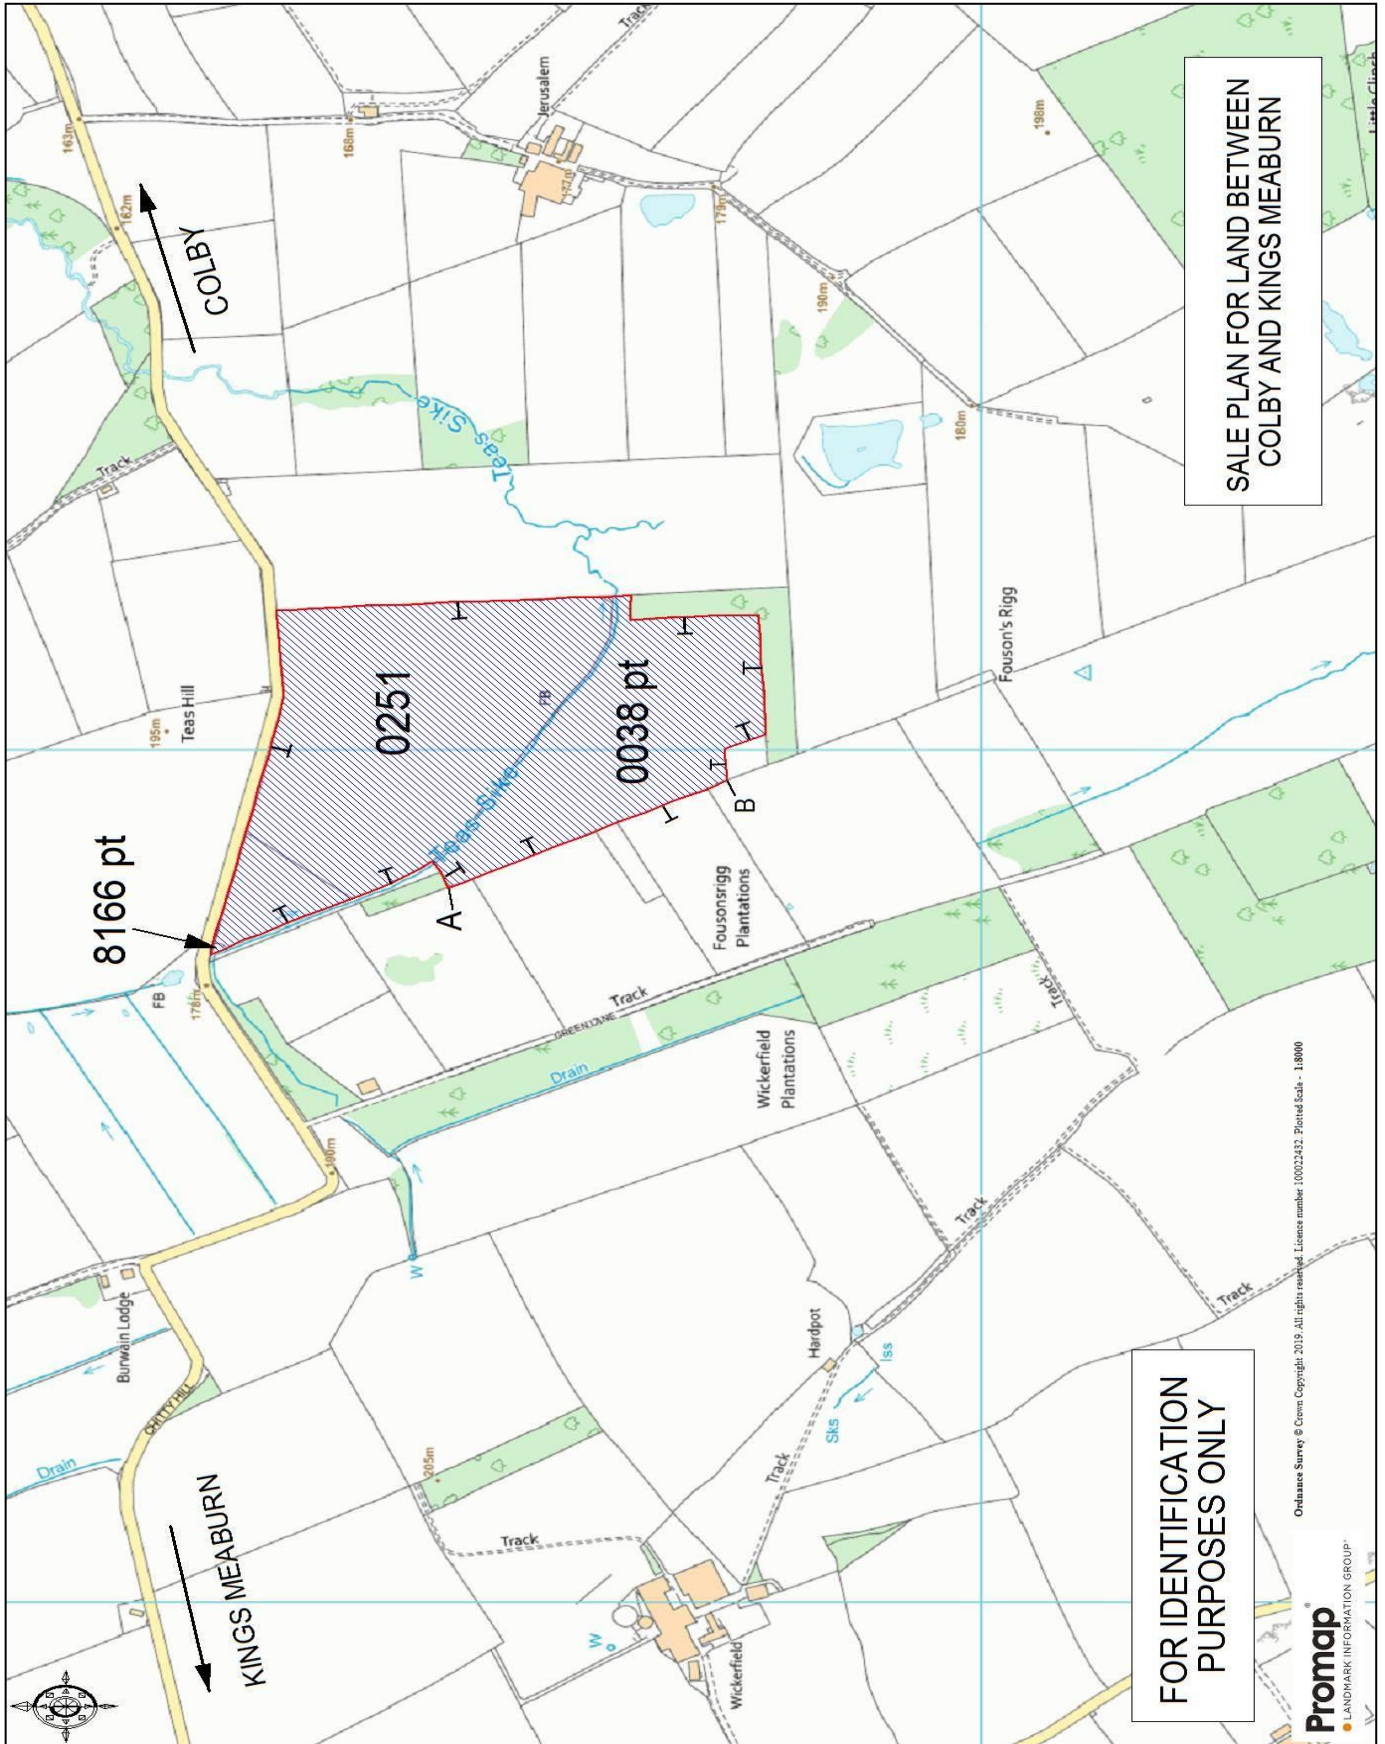 Track
163m
162m
168m
Jerusalem
177m
179m
190m
198m
180m
COLBY
Track
Teas Sike
SALE PLAN FOR LAND BETWEEN
COLBY AND KINGS MEABURN
195m
Teas Hill
0251
FB
0038 pt
Teas Sike
8166 pt
A
B
Fouson's Rigg
FB
178m
Fousonsrigg
Plantations
Track
GREEN LANE
Drain
Wickerfield
Plantations
Track
190m
W
Burwain Lodge
CHITTY HILL
Drain
KINGS MEABURN
205m
Track
Hardpot
Iss
Sks
Track
Track
Track
W
Wickerfield
FOR IDENTIFICATION
PURPOSES ONLY
Ordnance Survey © Crown Copyright 2019. All rights reserved. Licence number 100022432. Plotted Scale - 1:8000
Promap®
LANDMARK INFORMATION GROUP®